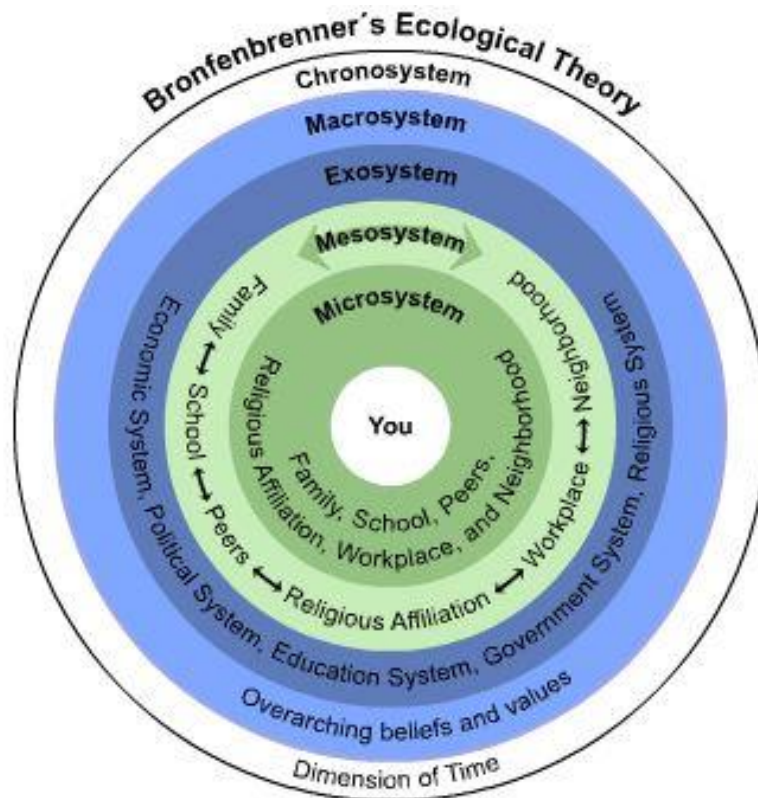 Bronfenbrenner´s Ecological Theory
Chronosystem
Macrosystem
Exosystem
Mesosystem
Microsystem
You
Family, School, Peers,
Religious Affiliation, Workplace, and Neighborhood
Family ↔ School ↔ Peers ↔ Religious Affiliation ↔ Workplace ↔ Neighborhood
Economic System, Political System, Education System, Government System, Religious System
Overarching beliefs and values
Dimension of Time